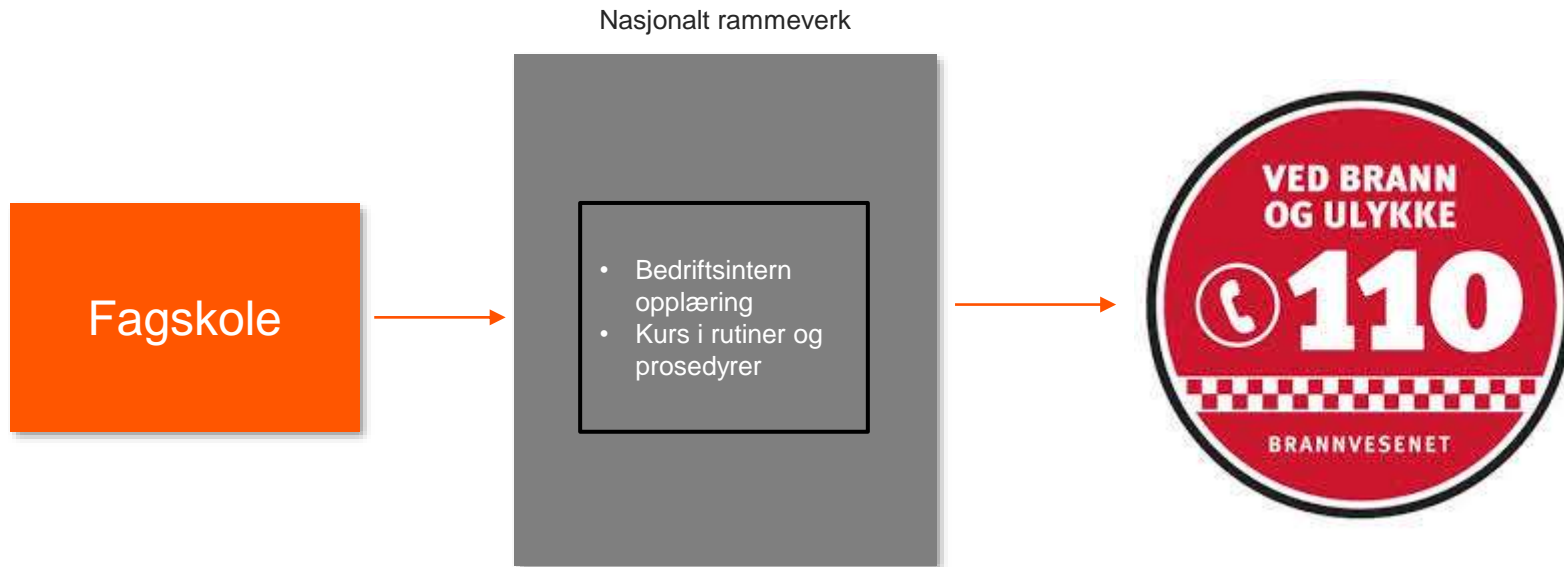 Nasjonalt rammeverk
Fagskole
• Bedriftsintern
opplæring
• Kurs i rutiner og
prosedyrer
VED BRANN
OG ULYKKE
110
BRANNVESENET